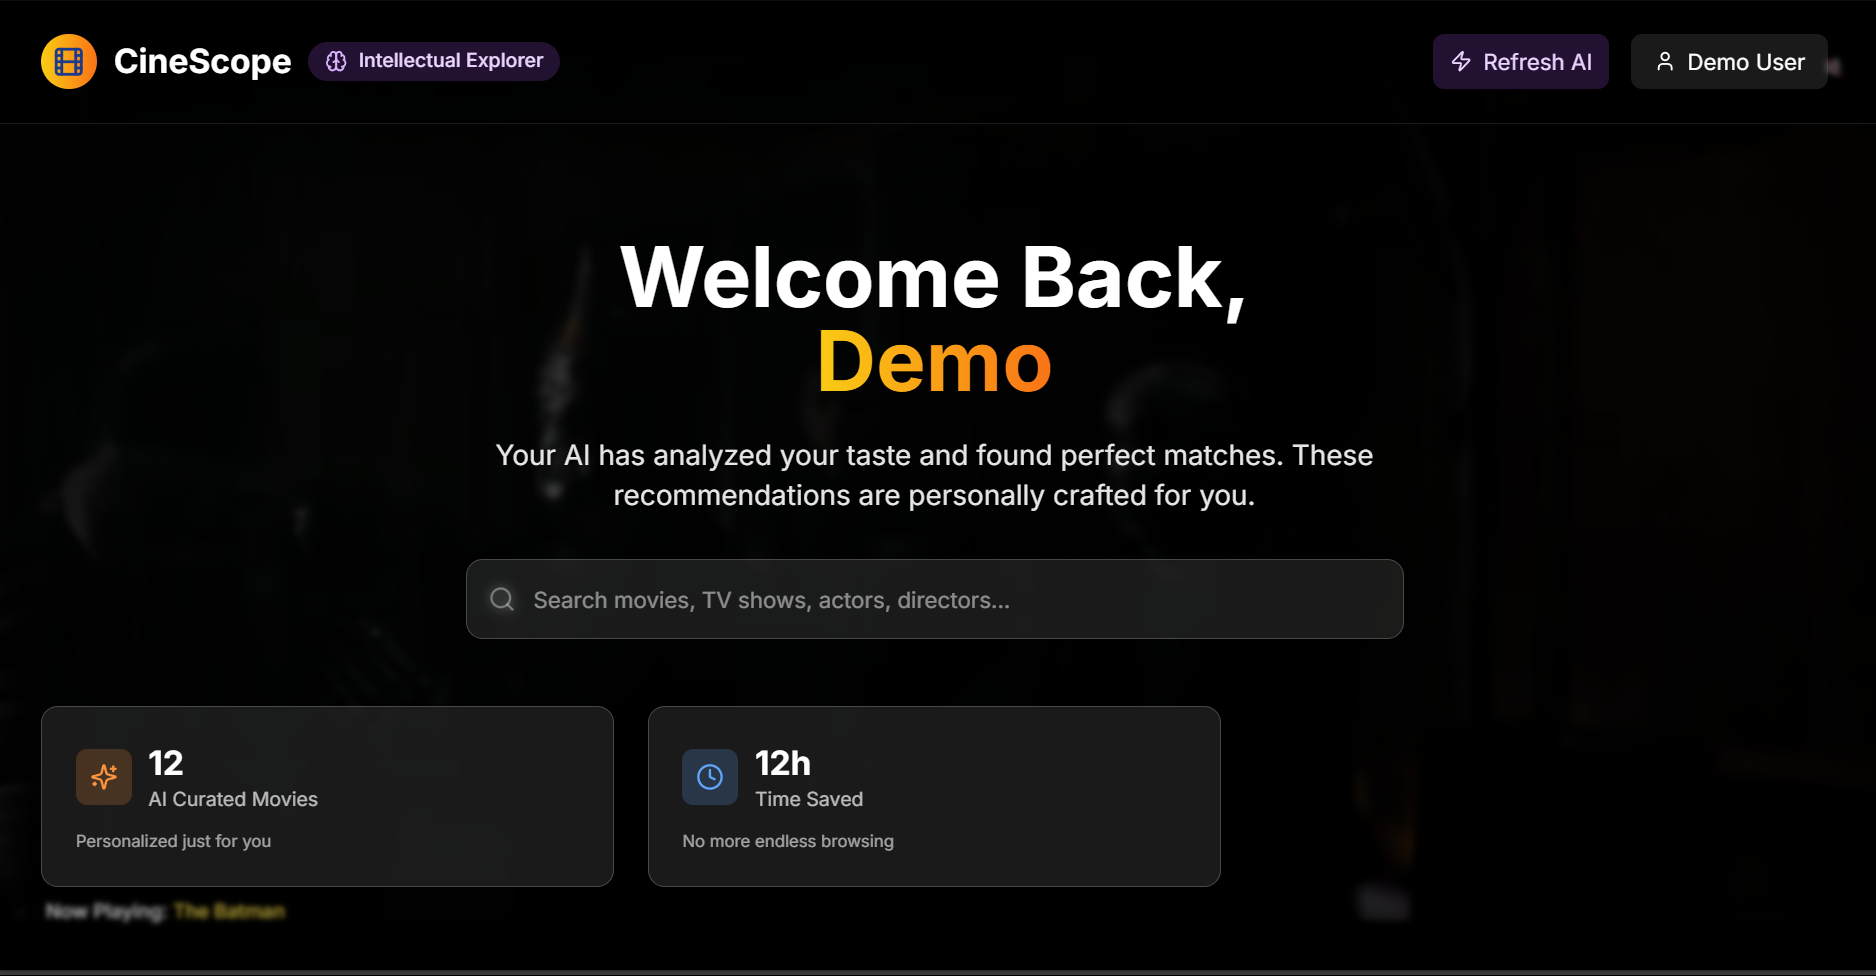 CineScope
Intellectual Explorer
Refresh AI
Demo User
Welcome Back,
Demo
Your AI has analyzed your taste and found perfect matches. These
recommendations are personally crafted for you.
Search movies, TV shows, actors, directors...
12
AI Curated Movies
Personalized just for you
12h
Time Saved
No more endless browsing
Now Playing: The Batman